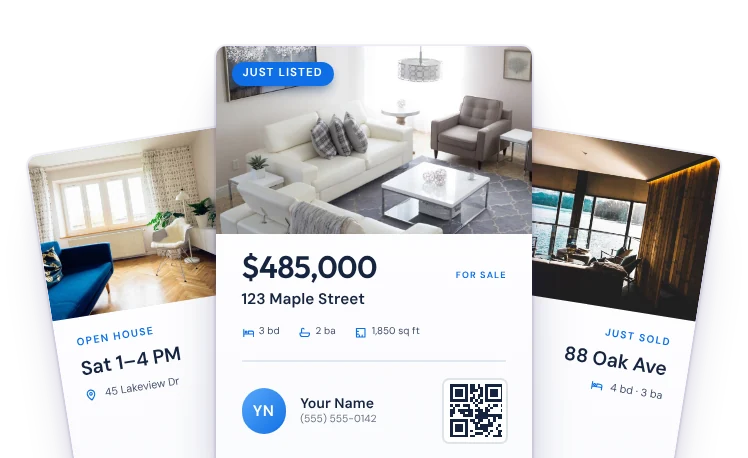 JUST LISTED
$485,000
FOR SALE
123 Maple Street
3 bd
2 ba
1,850 sq ft
YN
Your Name
(555) 555-0142
OPEN HOUSE
Sat 1–4 PM
45 Lakeview Dr
JUST SOLD
88 Oak Ave
4 bd · 3 ba